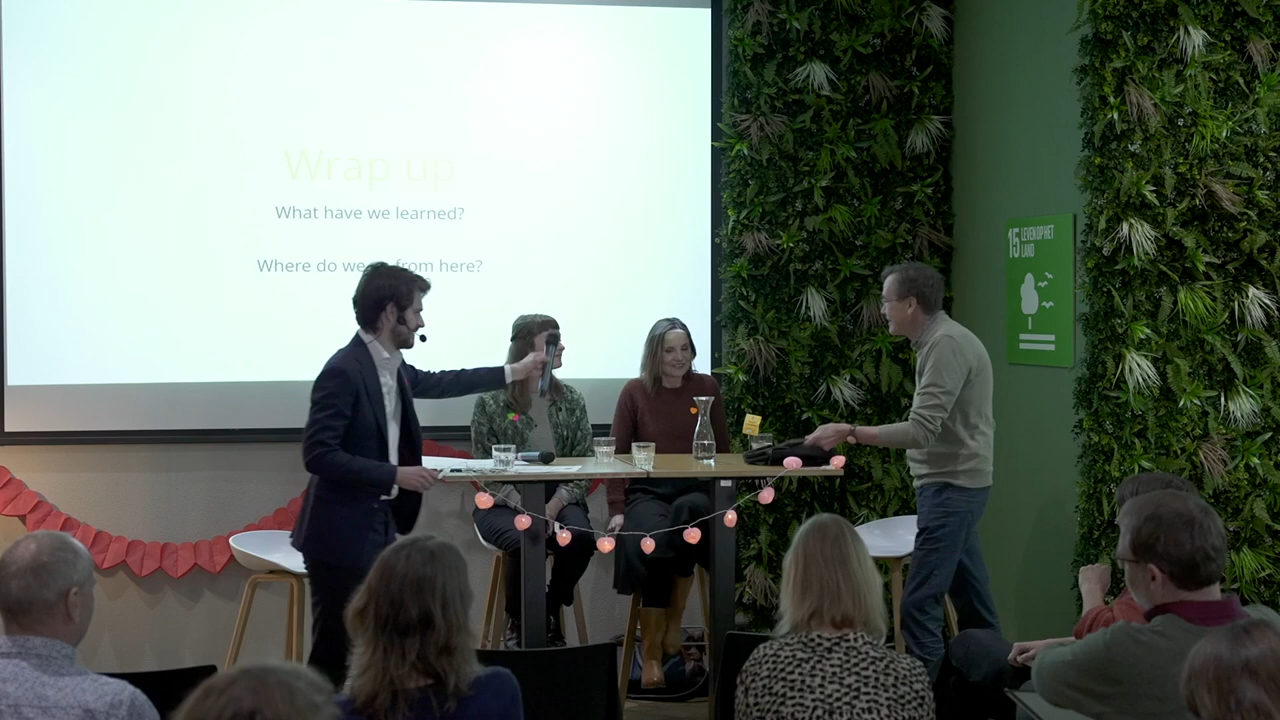 Wrap up
What have we learned?
Where do we from here?
15 LEVEN OP HET
LAND